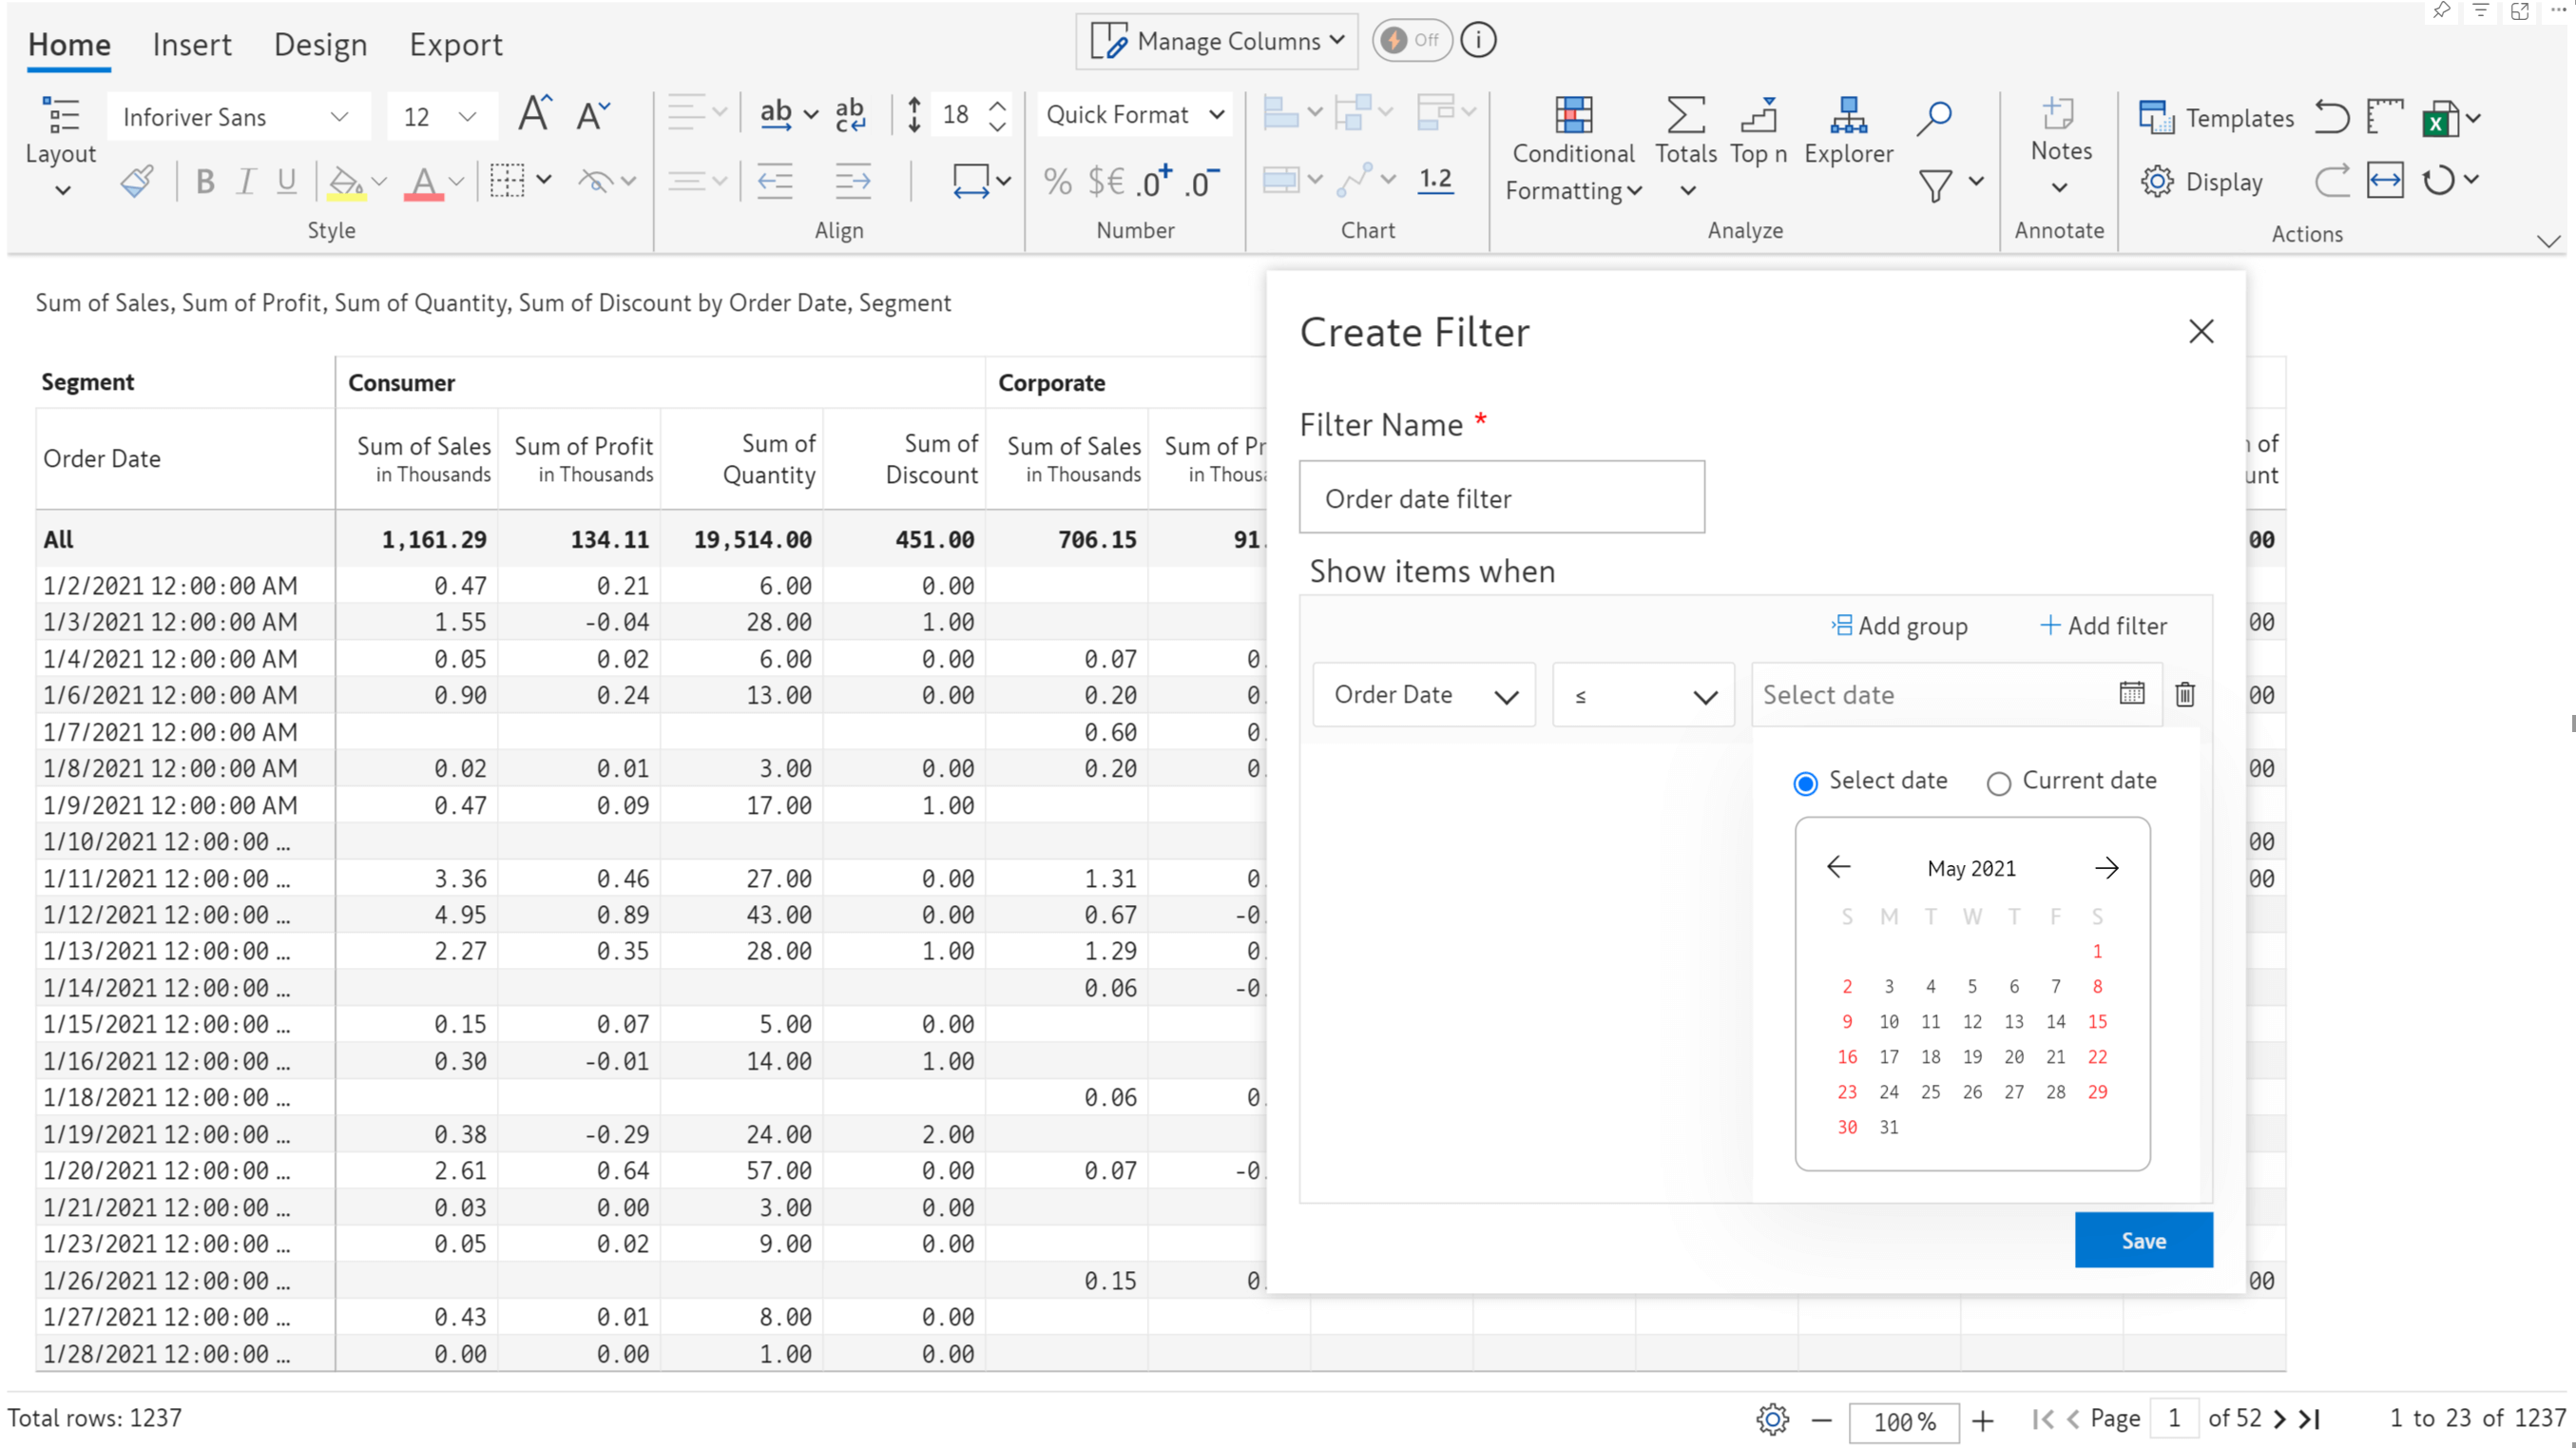 Home Insert Design Export Manage Columns Off i
Inforiver Sans 12 A A ab ab c 18 Quick Format Templates
Layout Conditional Formatting Totals Top n Explorer Notes
B I U A % $€ .0 .0 1.2 Display
Style Align Number Chart Analyze Annotate Actions
Sum of Sales, Sum of Profit, Sum of Quantity, Sum of Discount by Order Date, Segment
Segment Consumer Corporate
Order Date Sum of Sales in Thousands Sum of Profit in Thousands Sum of Quantity Sum of Discount Sum of Sales in Thousands Sum of Pr in Thous of unt
All 1,161.29 134.11 19,514.00 451.00 706.15 91. 00
1/2/2021 12:00:00 AM 0.47 0.21 6.00 0.00
1/3/2021 12:00:00 AM 1.55 -0.04 28.00 1.00 00
1/4/2021 12:00:00 AM 0.05 0.02 6.00 0.00 0.07 0.
1/6/2021 12:00:00 AM 0.90 0.24 13.00 0.00 0.20 0. 00
1/7/2021 12:00:00 AM 0.60 0.
1/8/2021 12:00:00 AM 0.02 0.01 3.00 0.00 0.20 0. 00
1/9/2021 12:00:00 AM 0.47 0.09 17.00 1.00
1/10/2021 12:00:00 ... 00
1/11/2021 12:00:00 ... 3.36 0.46 27.00 0.00 1.31 0. 00
1/12/2021 12:00:00 ... 4.95 0.89 43.00 0.00 0.67 -0.
1/13/2021 12:00:00 ... 2.27 0.35 28.00 1.00 1.29 0.
1/14/2021 12:00:00 ... 0.06 -0.
1/15/2021 12:00:00 ... 0.15 0.07 5.00 0.00
1/16/2021 12:00:00 ... 0.30 -0.01 14.00 1.00
1/18/2021 12:00:00 ... 0.06 0.
1/19/2021 12:00:00 ... 0.38 -0.29 24.00 2.00
1/20/2021 12:00:00 ... 2.61 0.64 57.00 0.00 0.07 -0.
1/21/2021 12:00:00 ... 0.03 0.00 3.00 0.00
1/23/2021 12:00:00 ... 0.05 0.02 9.00 0.00
1/26/2021 12:00:00 ... 0.15 0. 00
1/27/2021 12:00:00 ... 0.43 0.01 8.00 0.00
1/28/2021 12:00:00 ... 0.00 0.00 1.00 0.00
Create Filter
Filter Name *
Order date filter
Show items when
Add group + Add filter
Order Date ≤ Select date
Select date Current date
May 2021
S M T W T F S
1
2 3 4 5 6 7 8
9 10 11 12 13 14 15
16 17 18 19 20 21 22
23 24 25 26 27 28 29
30 31
Save
Total rows: 1237 100% Page 1 of 52 1 to 23 of 1237